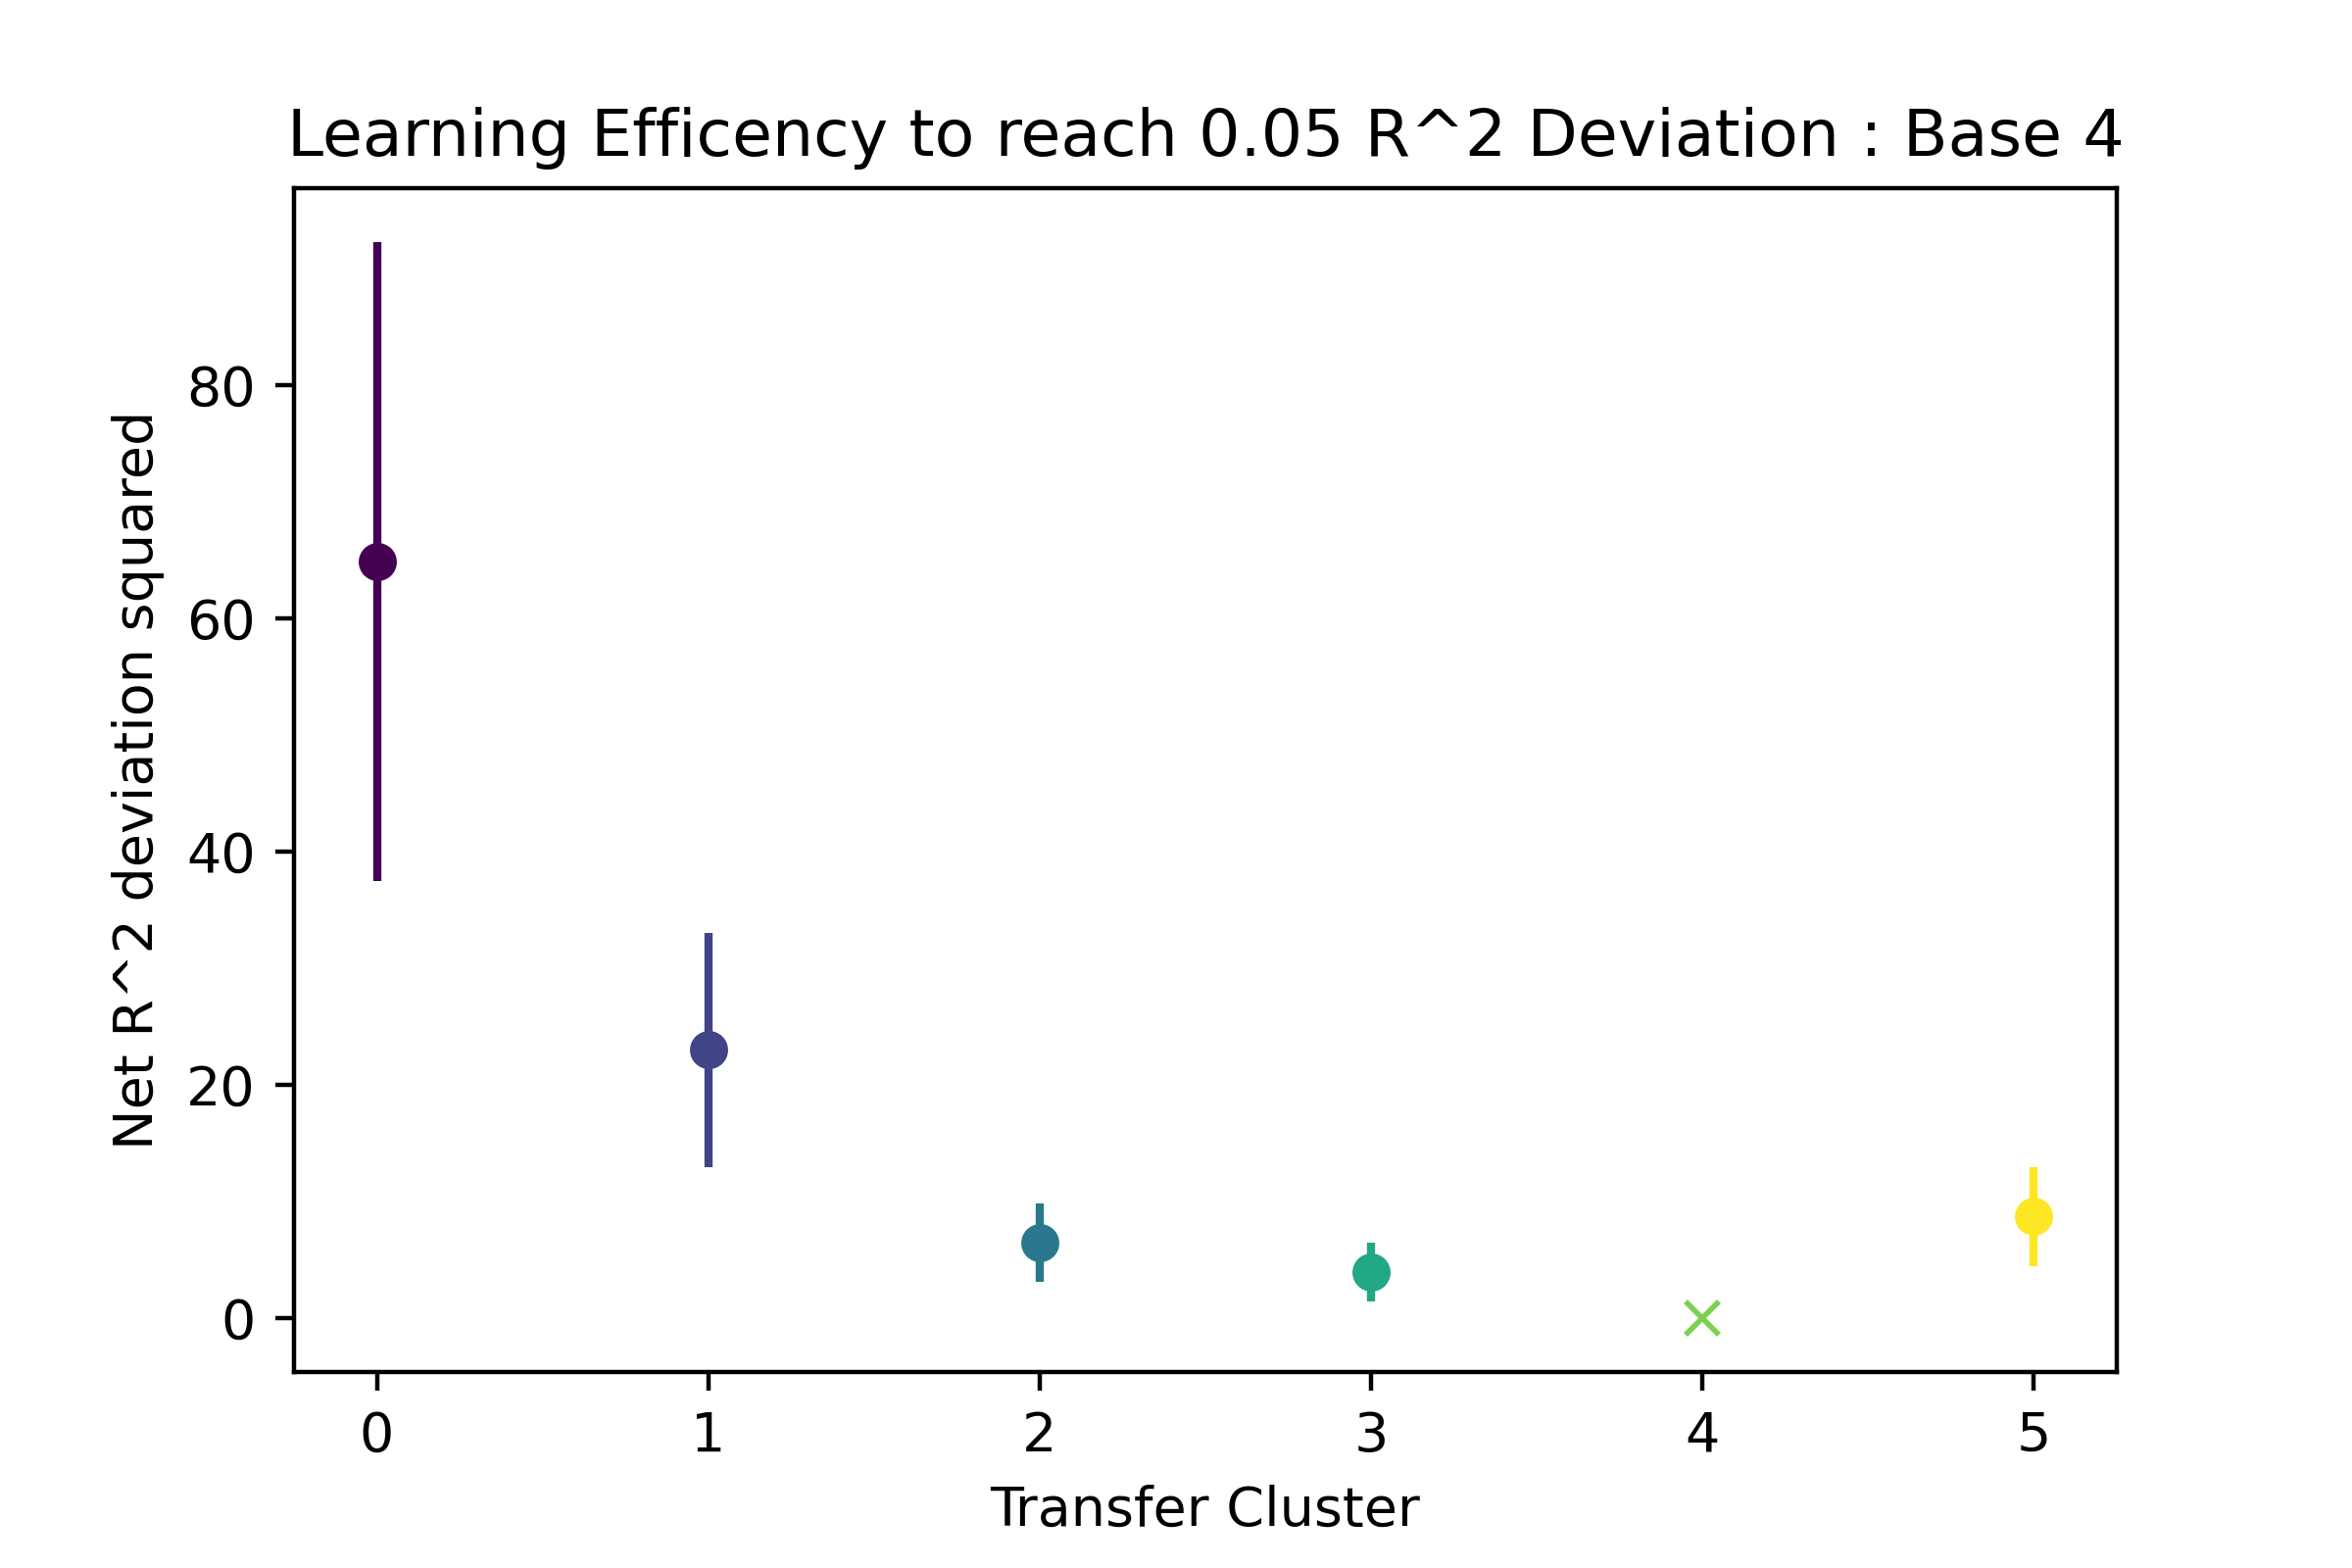 Learning Efficency to reach 0.05 R^2 Deviation : Base 4
Net R^2 deviation squared
80
60
40
20
0
0 1 2 3 4 5
Transfer Cluster